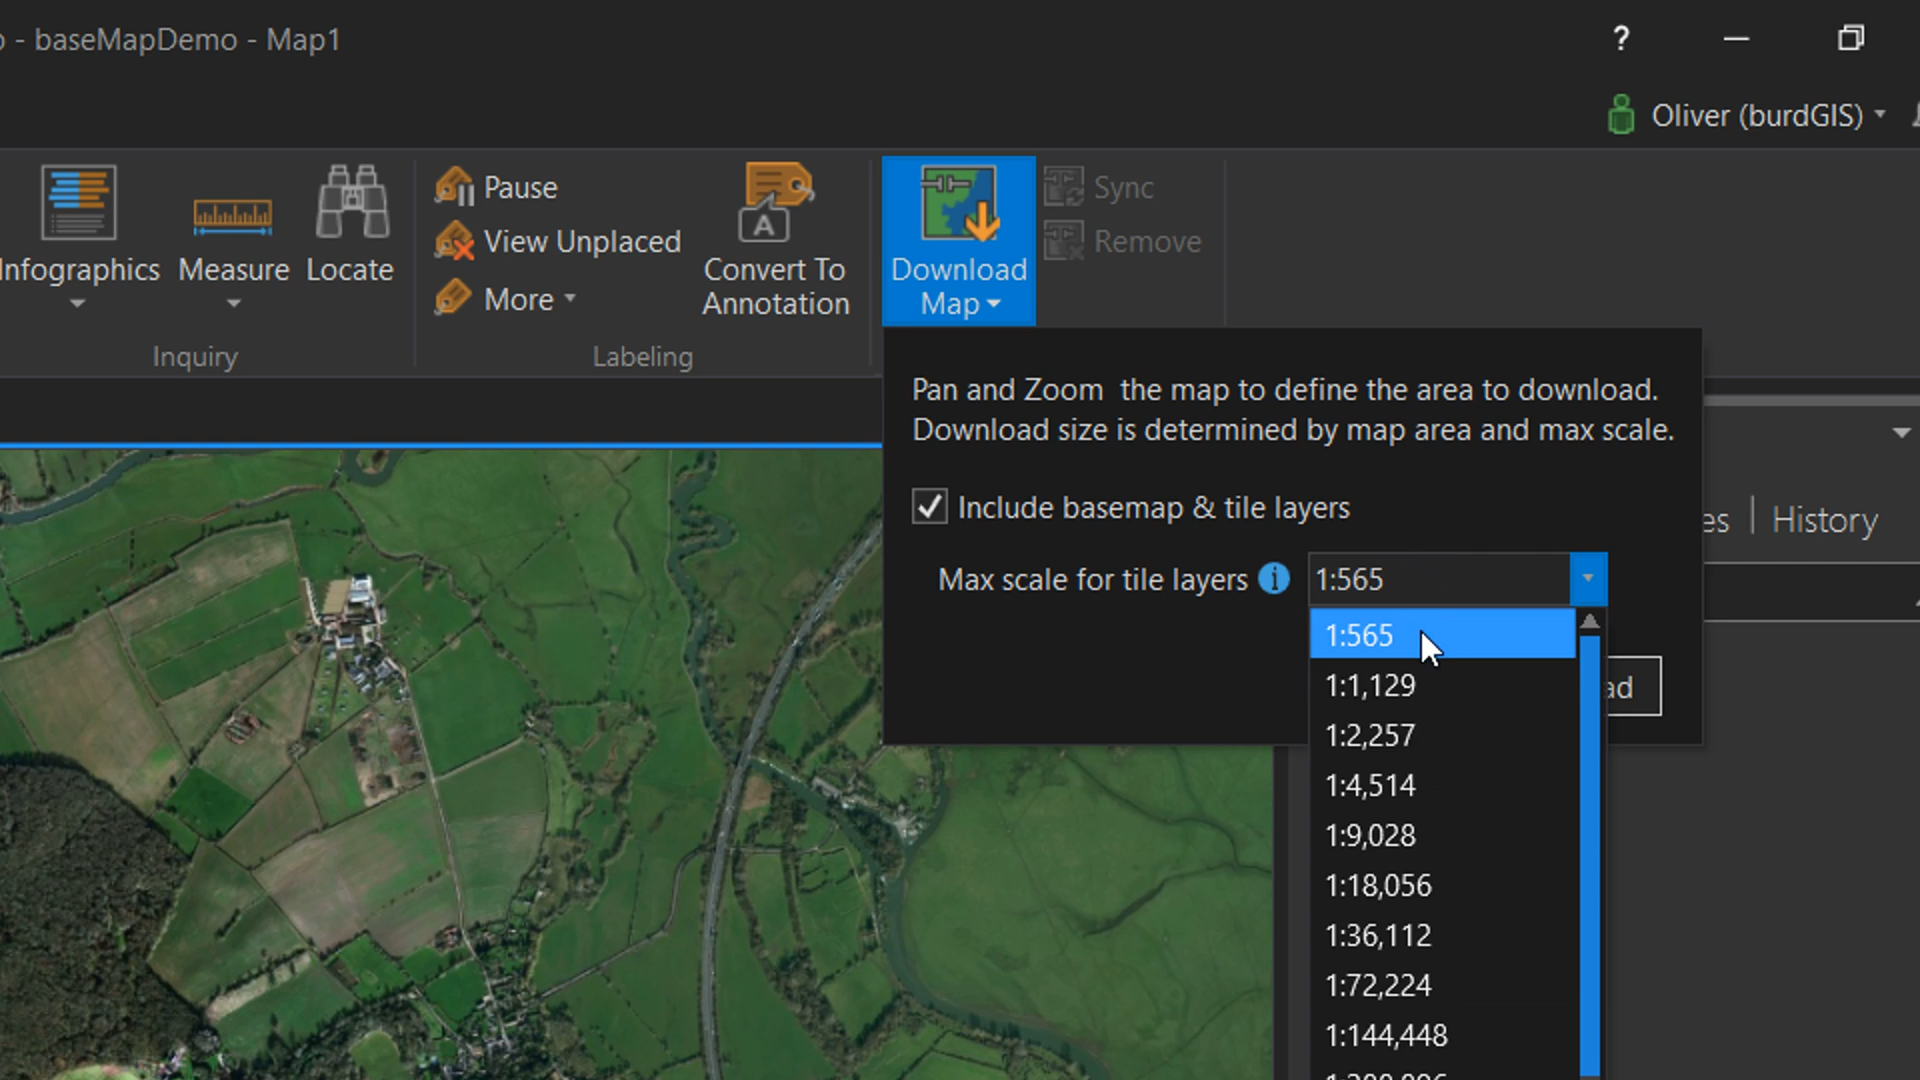 - baseMapDemo - Map1
?
Oliver (burdGIS)
Infographics
Measure
Locate
Inquiry
Pause
View Unplaced
More
A
Convert To
Annotation
Labeling
Download
Map
Sync
Remove
Pan and Zoom the map to define the area to download.
Download size is determined by map area and max scale.
Include basemap & tile layers
Max scale for tile layers i 1:565
1:565
1:1,129
1:2,257
1:4,514
1:9,028
1:18,056
1:36,112
1:72,224
1:144,448
ad
es | History